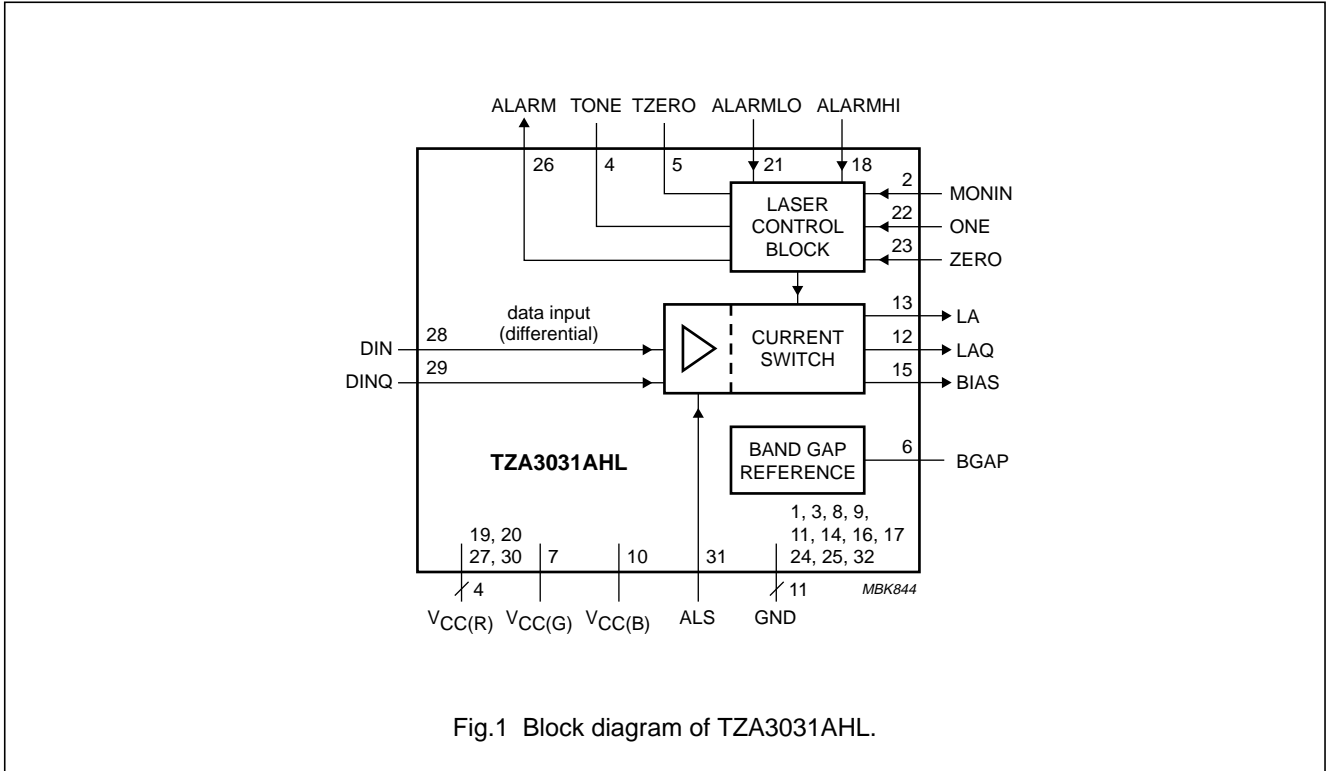 ALARM TONE TZERO ALARMLO ALARMHI
26 4 5 21 18
2 MONIN
LASER
CONTROL
BLOCK
22 ONE
23 ZERO
data input
(differential)
DIN 28
DINQ 29
CURRENT
SWITCH
13 LA
12 LAQ
15 BIAS
TZA3031AHL
BAND GAP
REFERENCE
6 BGAP
19, 20
27, 30
7 10 31
1, 3, 8, 9,
11, 14, 16, 17
24, 25, 32
4 11
MBK844
VCC(R) VCC(G) VCC(B) ALS GND
Fig.1 Block diagram of TZA3031AHL.